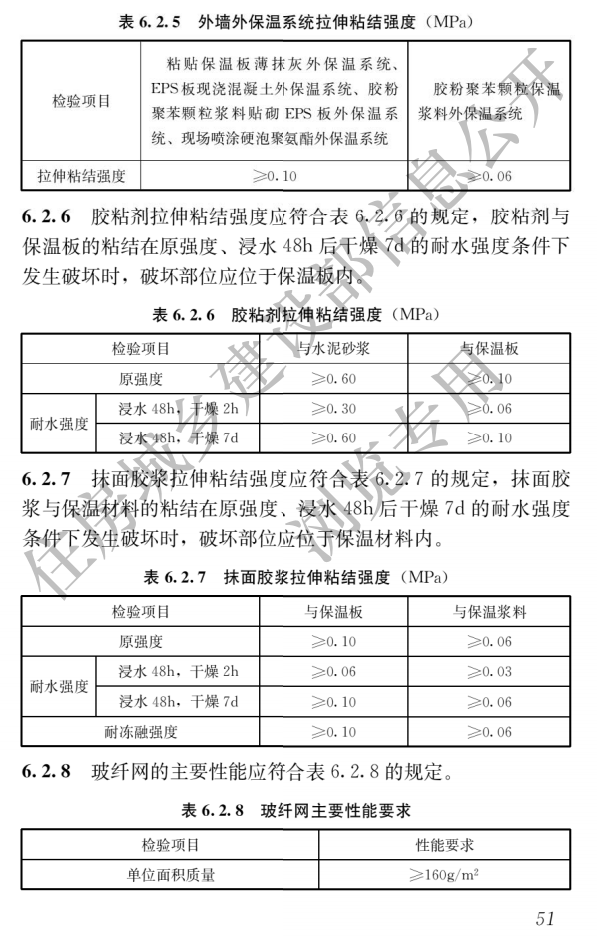 表 6.2.5 外墙外保温系统拉伸粘结强度（MPa）
检验项目
粘贴保温板薄抹灰外保温系统、
EPS板现浇混凝土外保温系统、胶粉
聚苯颗粒浆料贴砌 EPS 板外保温系
统、现场喷涂硬泡聚氨酯外保温系统
胶粉聚苯颗粒保温
浆料外保温系统
拉伸粘结强度 ≥0.10 ≥0.06
6.2.6 胶粘剂拉伸粘结强度应符合表 6.2.6 的规定，胶粘剂与
保温板的粘结在原强度、浸水 48h 后干燥 7d 的耐水强度条件下
发生破坏时，破坏部位应位于保温板内。
表 6.2.6 胶粘剂拉伸粘结强度（MPa）
检验项目 与水泥砂浆 与保温板
原强度 ≥0.60 ≥0.10
耐水强度
浸水 48h，干燥 2h ≥0.30 ≥0.06
浸水 48h，干燥 7d ≥0.60 ≥0.10
6.2.7 抹面胶浆拉伸粘结强度应符合表 6.2.7 的规定，抹面胶
浆与保温材料的粘结在原强度、浸水 48h 后干燥 7d 的耐水强度
条件下发生破坏时，破坏部位应位于保温材料内。
表 6.2.7 抹面胶浆拉伸粘结强度（MPa）
检验项目 与保温板 与保温浆料
原强度 ≥0.10 ≥0.06
耐水强度
浸水 48h，干燥 2h ≥0.06 ≥0.03
浸水 48h，干燥 7d ≥0.10 ≥0.06
耐冻融强度 ≥0.10 ≥0.06
6.2.8 玻纤网的主要性能应符合表 6.2.8 的规定。
表 6.2.8 玻纤网主要性能要求
检验项目 性能要求
单位面积质量 ≥160g/m²
51
住房城乡建设部信息公开
浏览专用